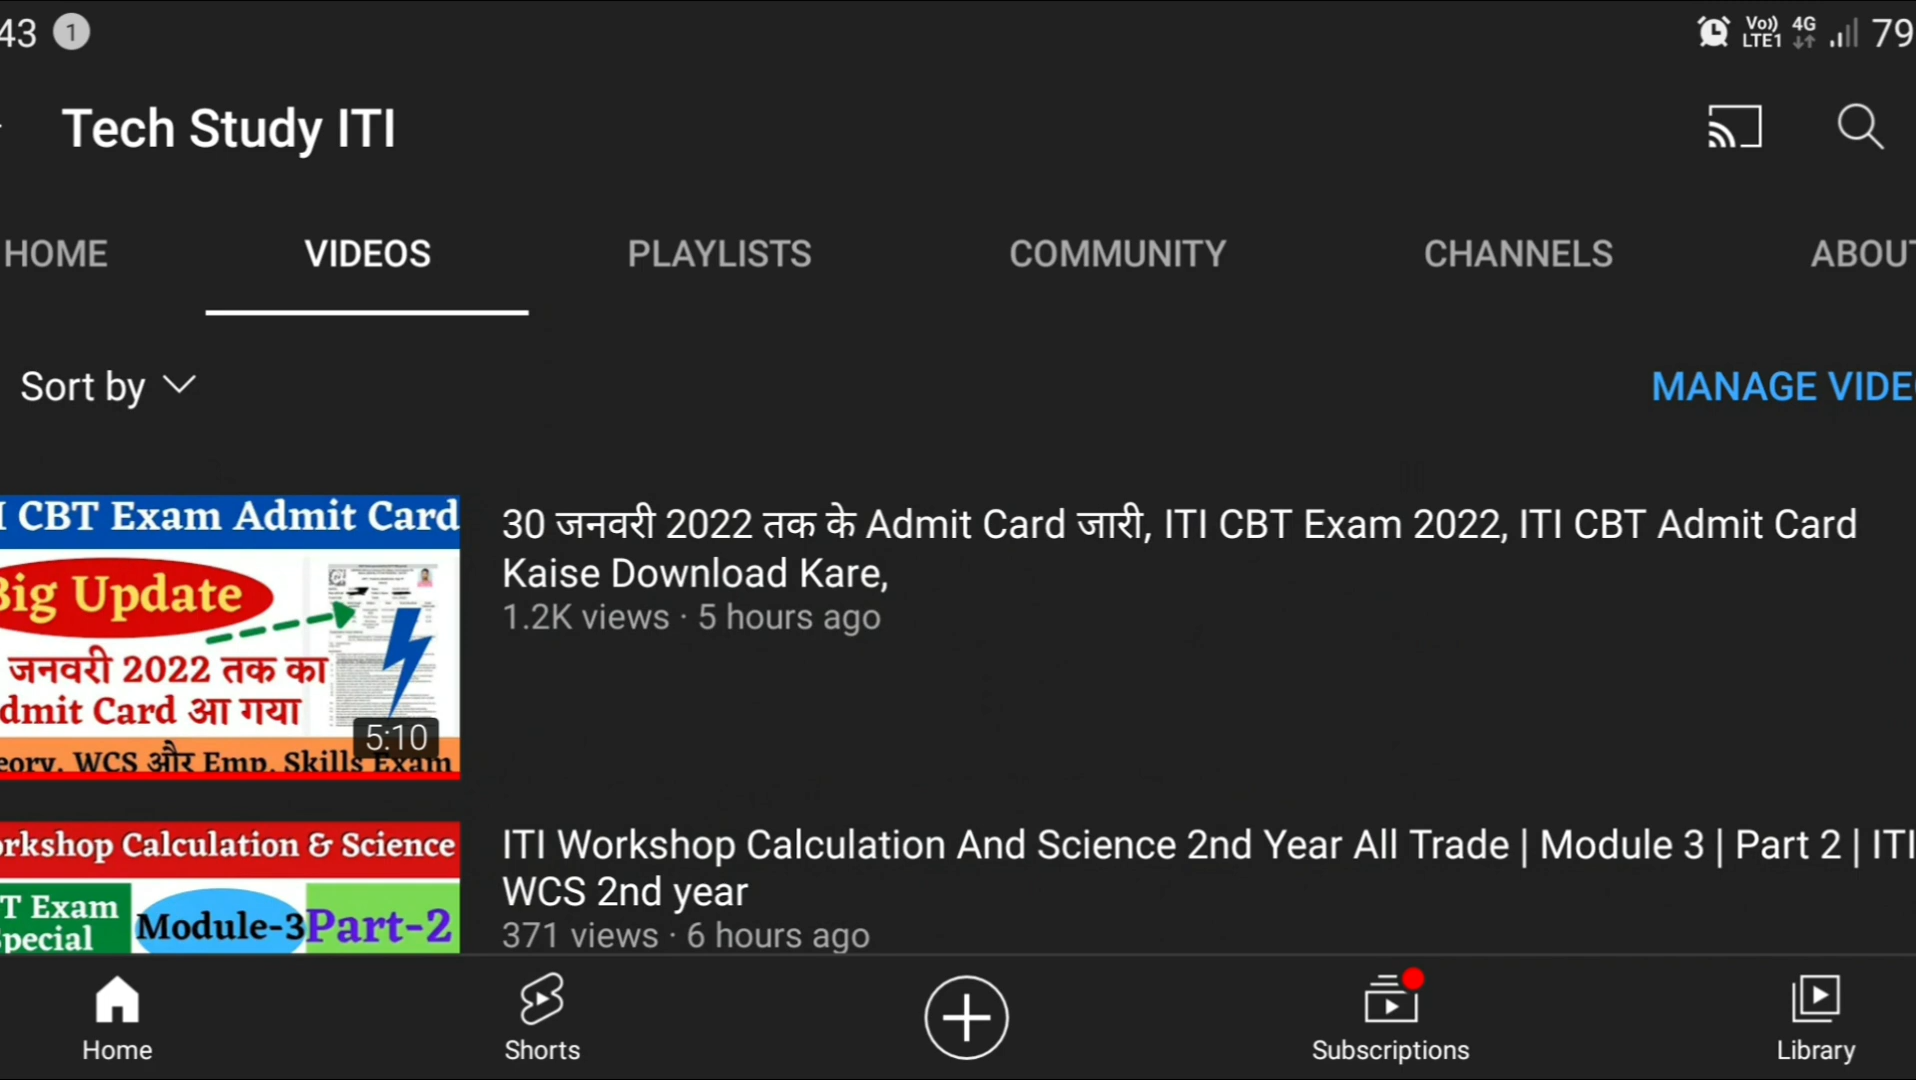 43 1 Vo)) LTE1 4G 79
Tech Study ITI
HOME VIDEOS PLAYLISTS COMMUNITY CHANNELS ABOUT
Sort by MANAGE VIDEO
I CBT Exam Admit Card
Big Update
जनवरी 2022 तक का
dmit Card आ गया
5:10
eory, WCS और Emp. Skills Exam
30 जनवरी 2022 तक के Admit Card जारी, ITI CBT Exam 2022, ITI CBT Admit Card
Kaise Download Kare,
1.2K views · 5 hours ago
orkshop Calculation & Science
T Exam
pecial
Module-3
Part-2
ITI Workshop Calculation And Science 2nd Year All Trade | Module 3 | Part 2 | ITI
WCS 2nd year
371 views · 6 hours ago
Home Shorts Subscriptions Library